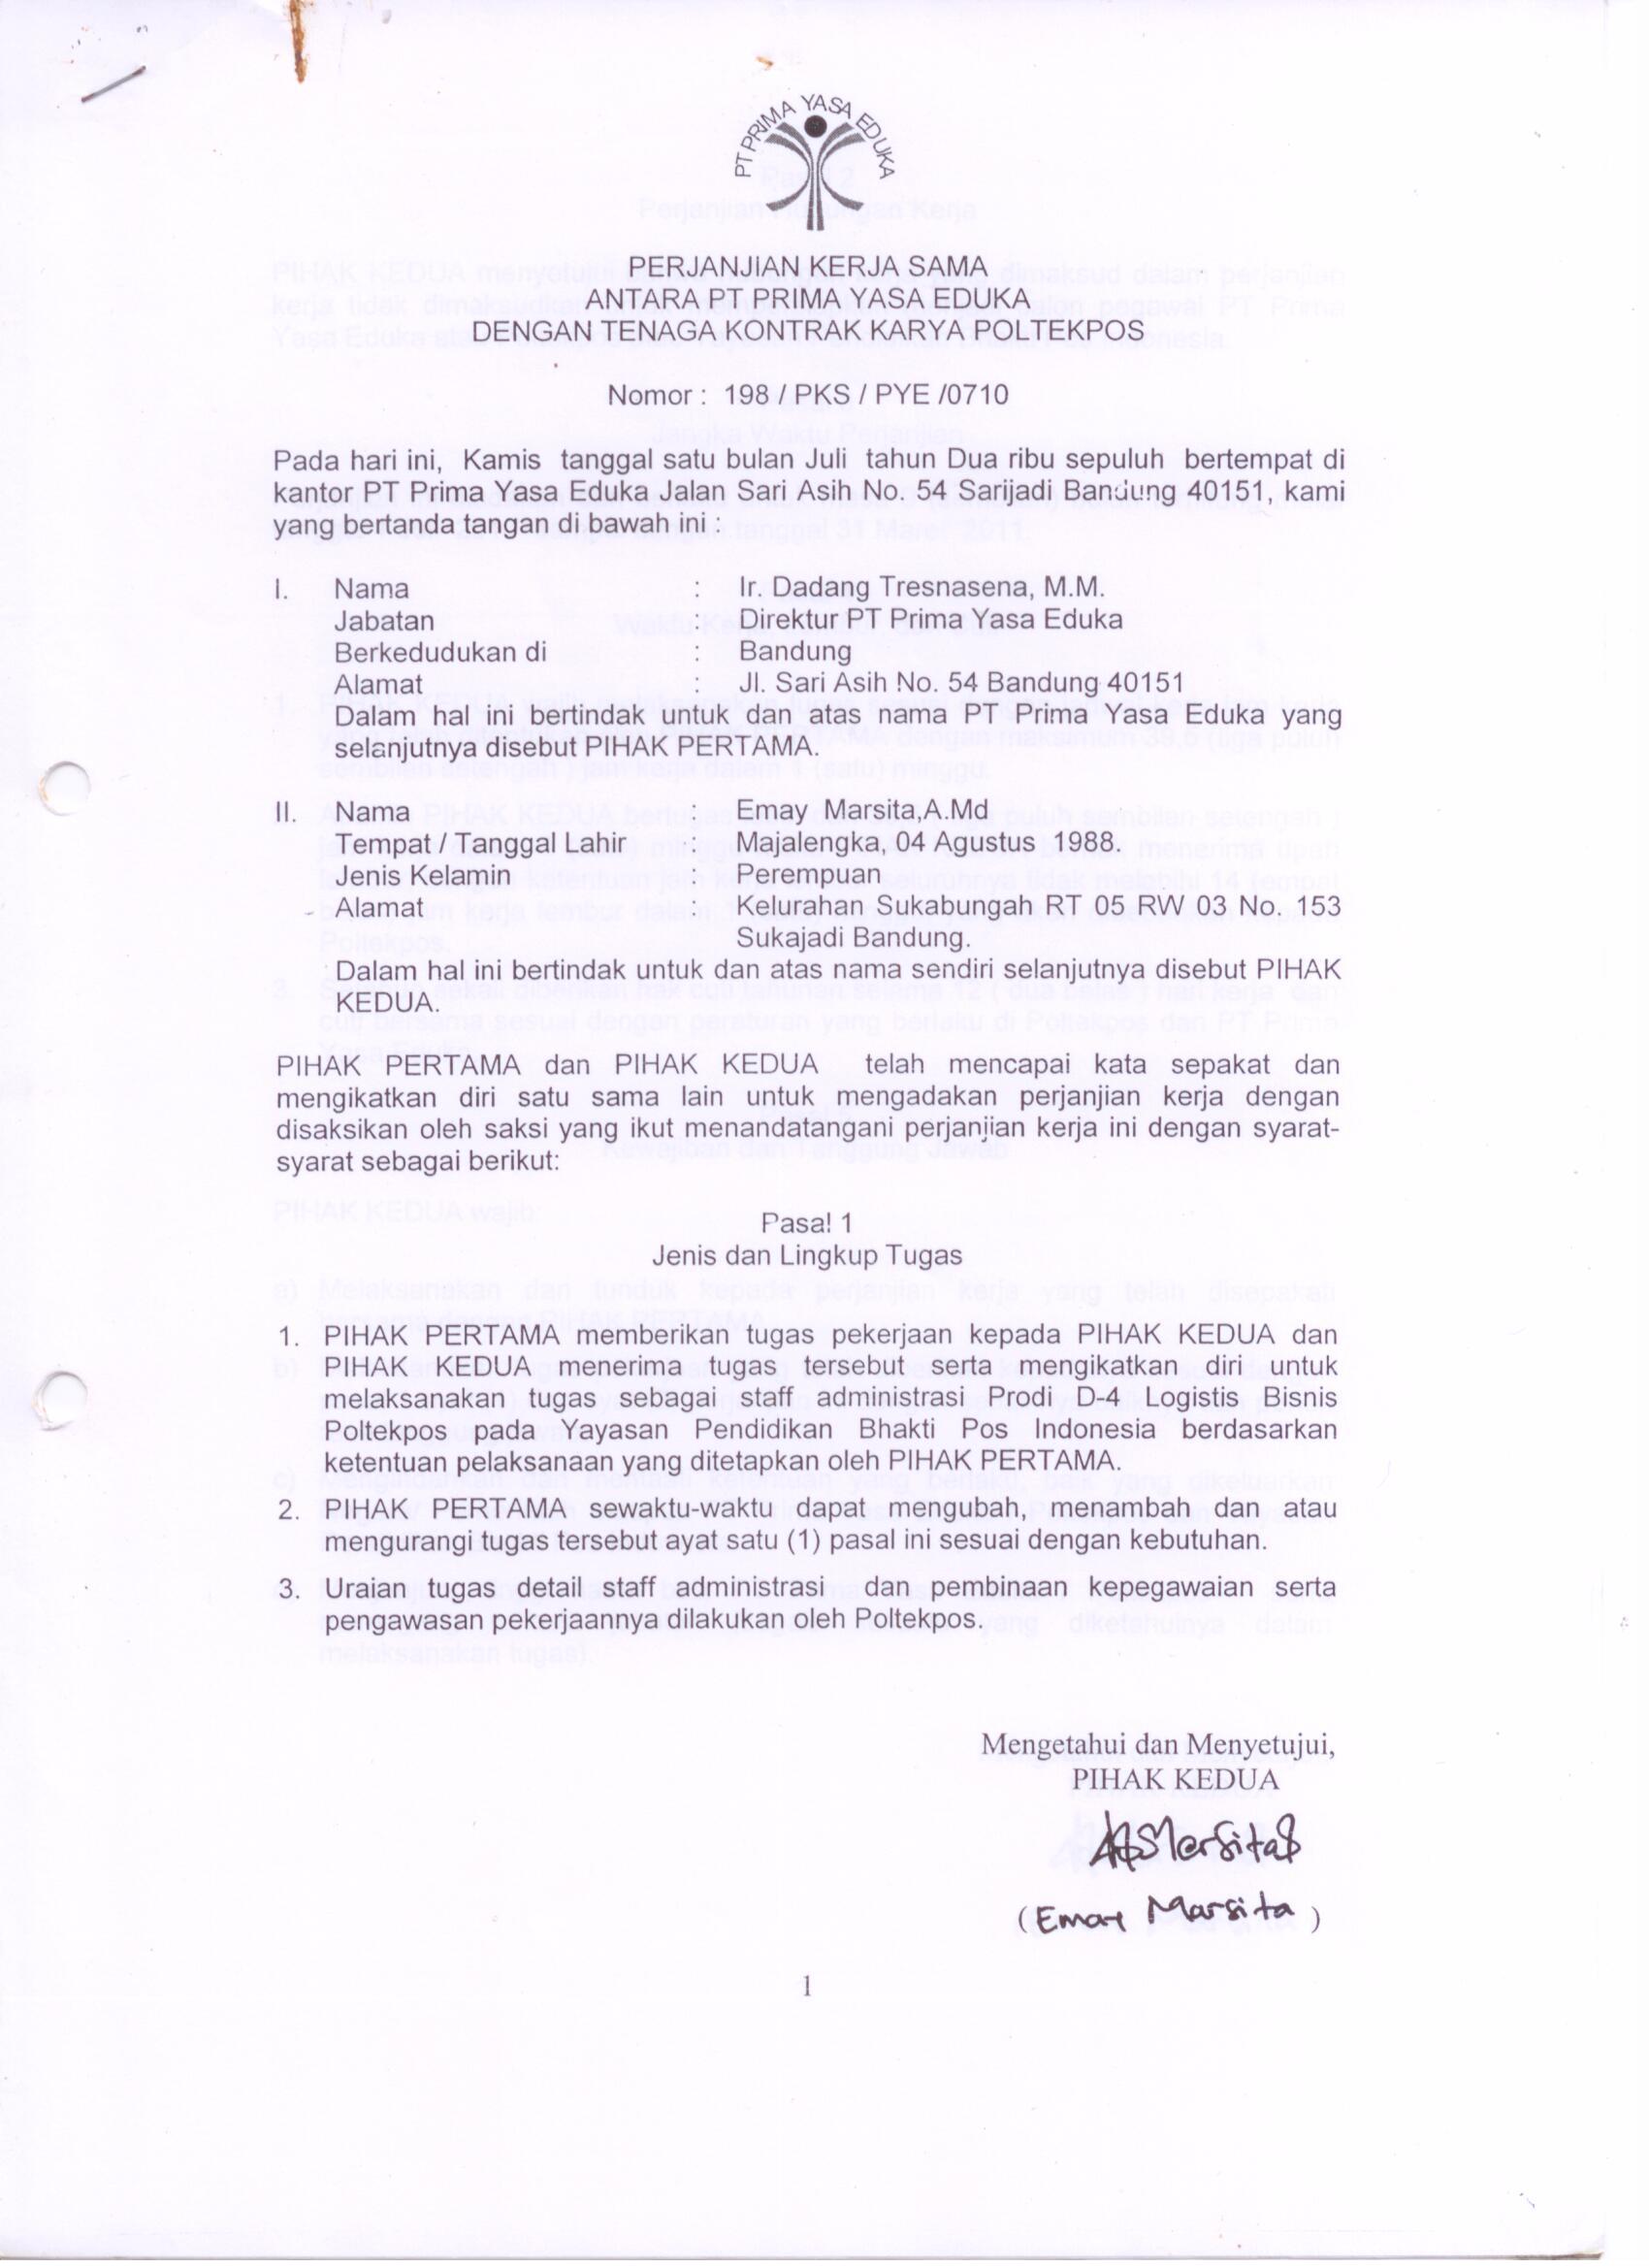 PT PRIMA YASA EDUKA
PERJANJIAN KERJA SAMA
ANTARA PT PRIMA YASA EDUKA
DENGAN TENAGA KONTRAK KARYA POLTEKPOS
Nomor : 198 / PKS / PYE /0710
Pada hari ini, Kamis tanggal satu bulan Juli tahun Dua ribu sepuluh bertempat di
kantor PT Prima Yasa Eduka Jalan Sari Asih No. 54 Sarijadi Bandung 40151, kami
yang bertanda tangan di bawah ini :
I. Nama : Ir. Dadang Tresnasena, M.M.
Jabatan : Direktur PT Prima Yasa Eduka
Berkedudukan di : Bandung
Alamat : Jl. Sari Asih No. 54 Bandung 40151
Dalam hal ini bertindak untuk dan atas nama PT Prima Yasa Eduka yang
selanjutnya disebut PIHAK PERTAMA.
II. Nama : Emay Marsita,A.Md
Tempat / Tanggal Lahir : Majalengka, 04 Agustus 1988.
Jenis Kelamin : Perempuan
Alamat : Kelurahan Sukabungah RT 05 RW 03 No. 153
Sukajadi Bandung.
Dalam hal ini bertindak untuk dan atas nama sendiri selanjutnya disebut PIHAK
KEDUA.
PIHAK PERTAMA dan PIHAK KEDUA telah mencapai kata sepakat dan
mengikatkan diri satu sama lain untuk mengadakan perjanjian kerja dengan
disaksikan oleh saksi yang ikut menandatangani perjanjian kerja ini dengan syarat-
syarat sebagai berikut:
Pasal 1
Jenis dan Lingkup Tugas
1. PIHAK PERTAMA memberikan tugas pekerjaan kepada PIHAK KEDUA dan
PIHAK KEDUA menerima tugas tersebut serta mengikatkan diri untuk
melaksanakan tugas sebagai staff administrasi Prodi D-4 Logistis Bisnis
Poltekpos pada Yayasan Pendidikan Bhakti Pos Indonesia berdasarkan
ketentuan pelaksanaan yang ditetapkan oleh PIHAK PERTAMA.
2. PIHAK PERTAMA sewaktu-waktu dapat mengubah, menambah dan atau
mengurangi tugas tersebut ayat satu (1) pasal ini sesuai dengan kebutuhan.
3. Uraian tugas detail staff administrasi dan pembinaan kepegawaian serta
pengawasan pekerjaannya dilakukan oleh Poltekpos.
Mengetahui dan Menyetujui,
PIHAK KEDUA
(Emay Marsita)
1